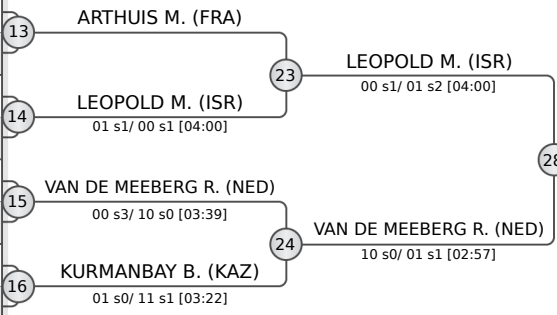 13
ARTHUIS M. (FRA)
23
LEOPOLD M. (ISR)
00 s1/ 01 s2 [04:00]
14
LEOPOLD M. (ISR)
01 s1/ 00 s1 [04:00]
28
15
VAN DE MEEBERG R. (NED)
00 s3/ 10 s0 [03:39]
24
VAN DE MEEBERG R. (NED)
10 s0/ 01 s1 [02:57]
16
KURMANBAY B. (KAZ)
01 s0/ 11 s1 [03:22]